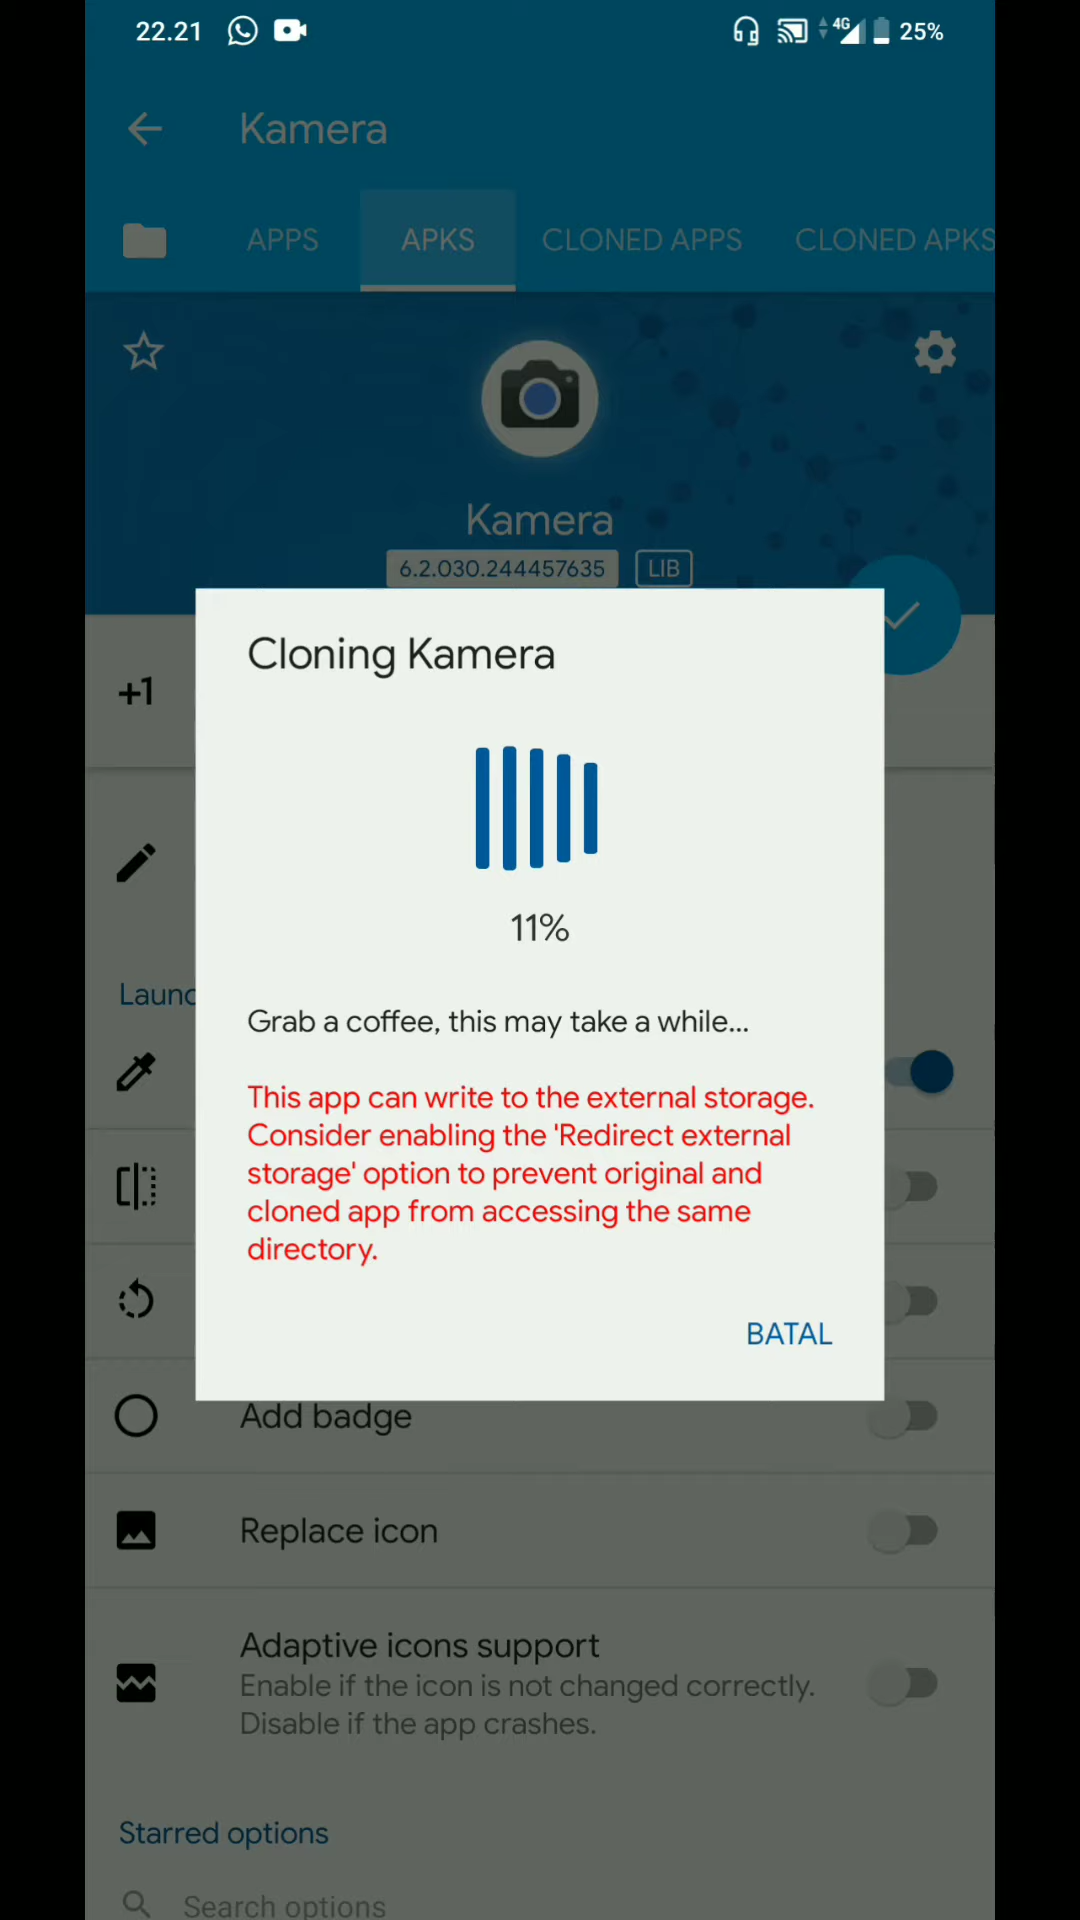 22.21
4G
25%
Kamera
APPS
APKS
CLONED APPS
CLONED APKS
Kamera
6.2.030.244457635
LIB
Cloning Kamera
+1
11%
Launc
Grab a coffee, this may take a while...
This app can write to the external storage.
Consider enabling the 'Redirect external
storage' option to prevent original and
cloned app from accessing the same
directory.
BATAL
Add badge
Replace icon
Adaptive icons support
Enable if the icon is not changed correctly.
Disable if the app crashes.
Starred options
Search options